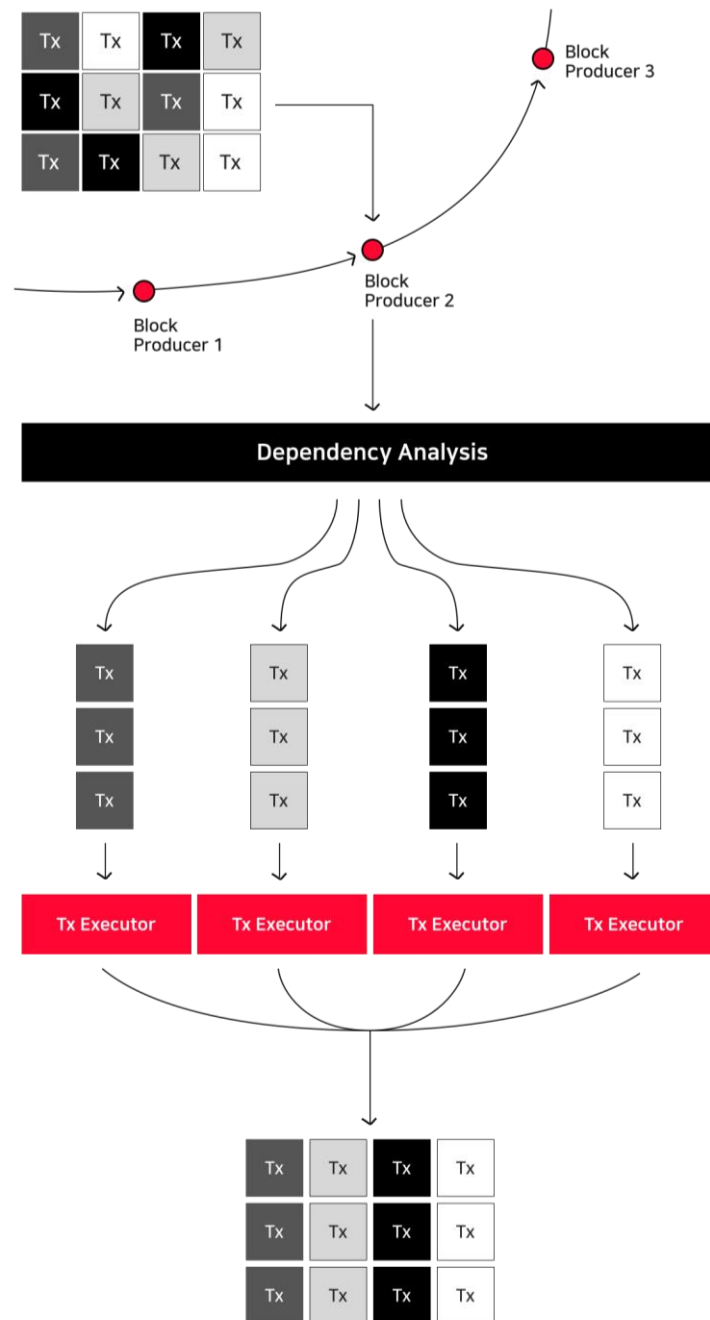 Tx Tx Tx Tx
Block
Producer 3
Tx Tx Tx Tx
Tx Tx Tx Tx
Block
Producer 2
Block
Producer 1
Dependency Analysis
Tx Tx Tx Tx
Tx Tx Tx Tx
Tx Tx Tx Tx
Tx Executor Tx Executor Tx Executor Tx Executor
Tx Tx Tx Tx
Tx Tx Tx Tx
Tx Tx Tx Tx